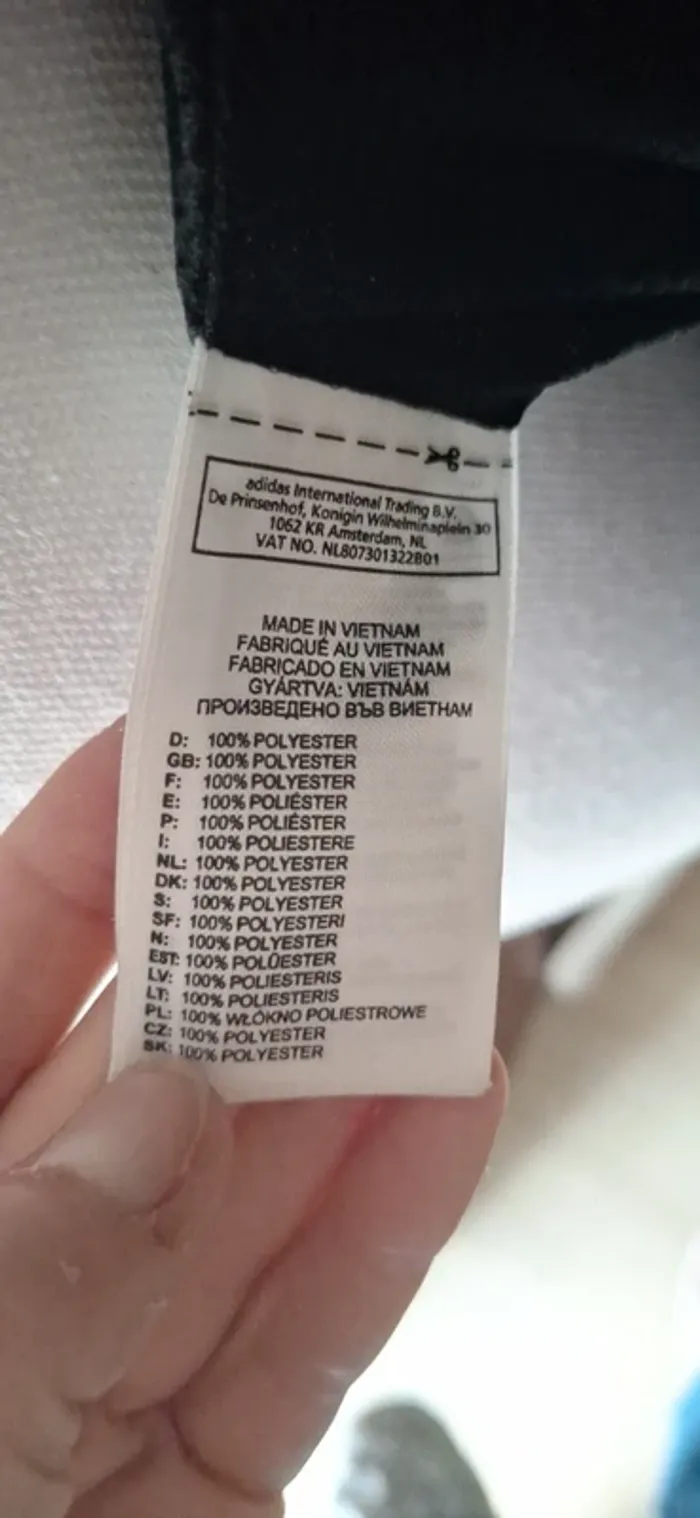 adidas International Trading B.V.
De Prinsenhof, Konigin Wilhelminaplein 30
1062 KR Amsterdam, NL
VAT NO. NL807301322B01
MADE IN VIETNAM
FABRIQUÉ AU VIETNAM
FABRICADO EN VIETNAM
GYÁRTVA: VIETNÁM
ПРОИЗВЕДЕНО ВЪВ ВИЕТНАМ
D: 100% POLYESTER
GB: 100% POLYESTER
F: 100% POLYESTER
E: 100% POLIÉSTER
P: 100% POLIÉSTER
I: 100% POLIESTERE
NL: 100% POLYESTER
DK: 100% POLYESTER
S: 100% POLYESTER
SF: 100% POLYESTERI
N: 100% POLYESTER
EST: 100% POLÜESTER
LV: 100% POLIESTERIS
LT: 100% POLIESTERIS
PL: 100% WŁÓKNO POLIESTROWE
CZ: 100% POLYESTER
SK: 100% POLYESTER